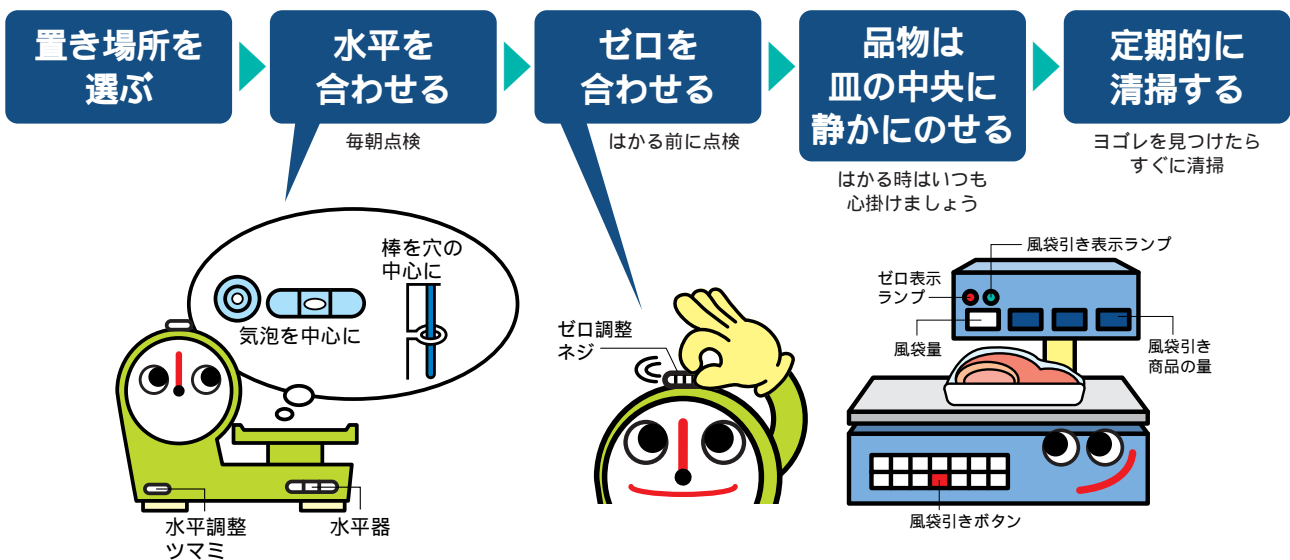 置き場所を
選ぶ
水平を
合わせる
毎朝点検
ゼロを
合わせる
はかる前に点検
品物は
皿の中央に
静かにのせる
はかる時はいつも
心掛けましょう
定期的に
清掃する
ヨゴレを見つけたら
すぐに清掃
棒を穴の
中心に
気泡を中心に
水平調整
ツマミ
水平器
ゼロ調整
ネジ
風袋引き表示ランプ
ゼロ表示
ランプ
風袋量
風袋引き
商品の量
風袋引きボタン